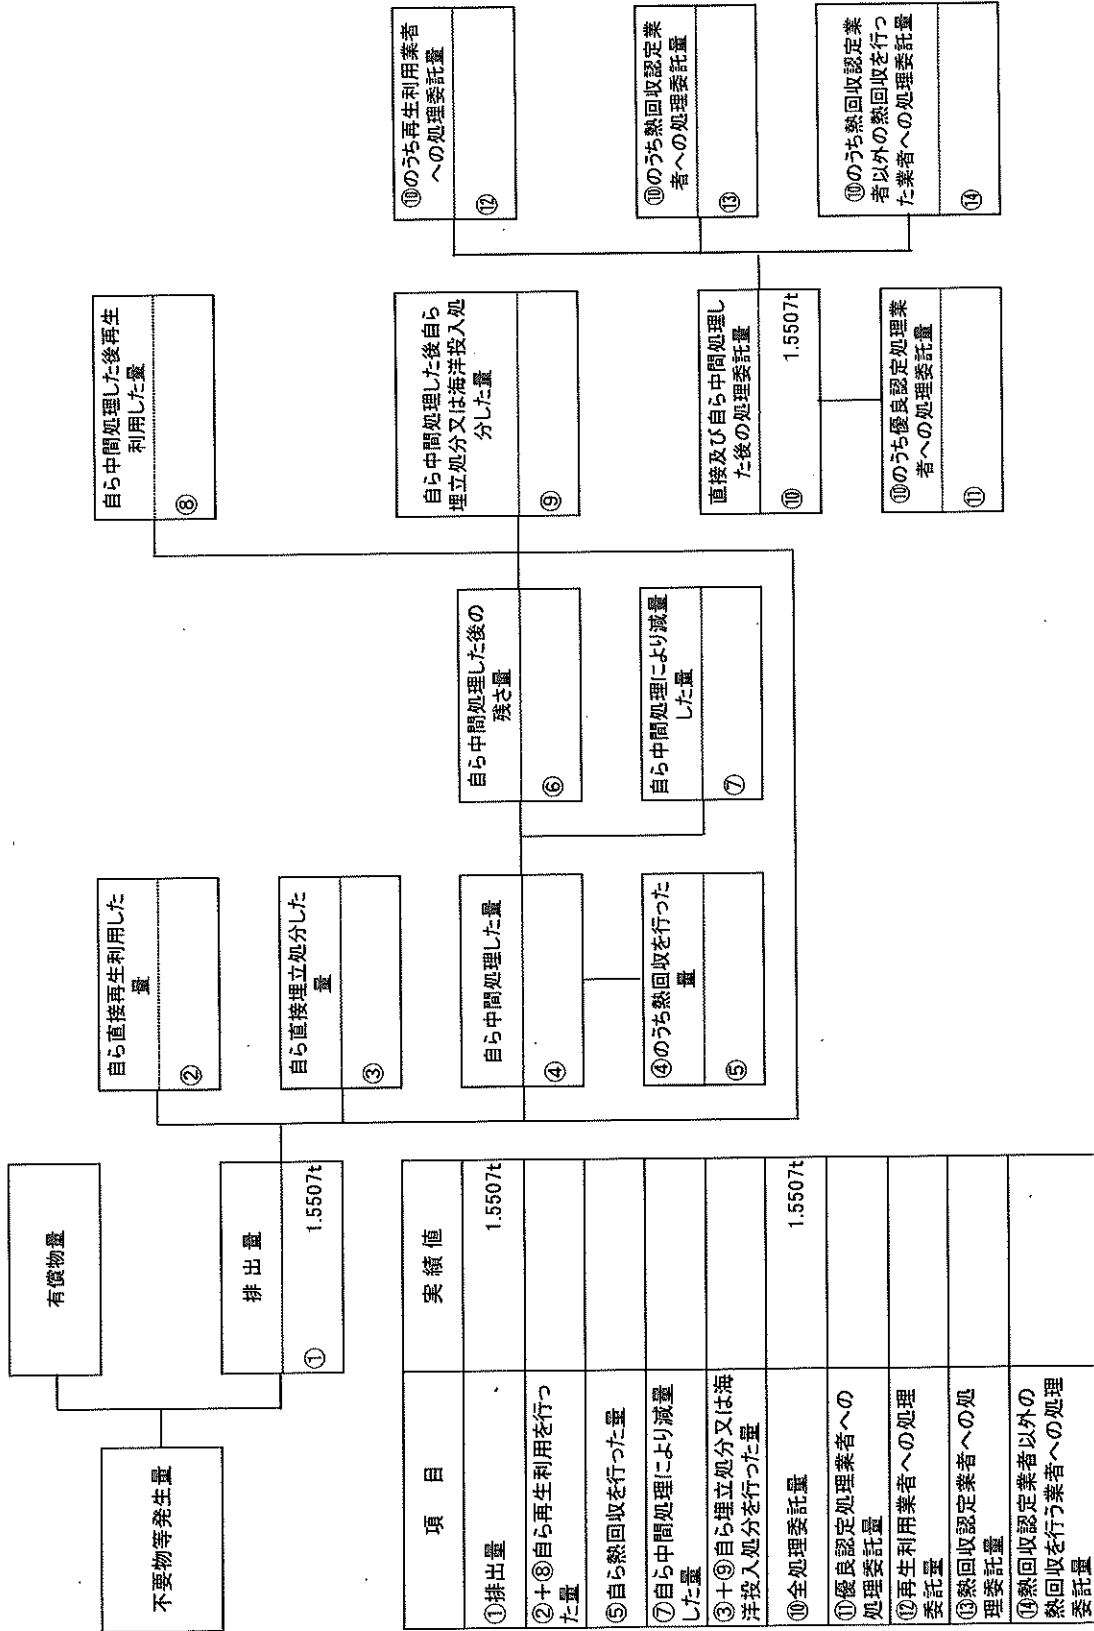 不要物等発生量
有償物量
排出量
①
1.5507t
自ら直接再生利用した
量
②
自ら直接埋立処分した
量
③
自ら中間処理した量
④
④のうち熱回収を行った
量
⑤
自ら中間処理した後の
残さ量
⑥
自ら中間処理により減量
した量
⑦
自ら中間処理した後再生
利用した量
⑧
自ら中間処理した後自ら
埋立処分又は海洋投入処
分した量
⑨
直接及び自ら中間処理し
た後の処理委託量
⑩
1.5507t
⑩のうち優良認定処理業
者への処理委託量
⑪
⑩のうち再生利用業者
への処理委託量
⑫
⑩のうち熱回収認定業
者への処理委託量
⑬
⑩のうち熱回収認定業
者以外の熱回収を行っ
た業者への処理委託量
⑭
項 目
実績値
①排出量
1.5507t
②+⑧自ら再生利用を行っ
た量
⑤自ら熱回収を行った量
⑦自ら中間処理により減量
した量
③+⑨自ら埋立処分又は海
洋投入処分を行った量
⑩全処理委託量
1.5507t
⑪優良認定処理業者への
処理委託量
⑫再生利用業者への処理
委託量
⑬熱回収認定業者への処
理委託量
⑭熱回収認定業者以外の
熱回収を行う業者への処理
委託量